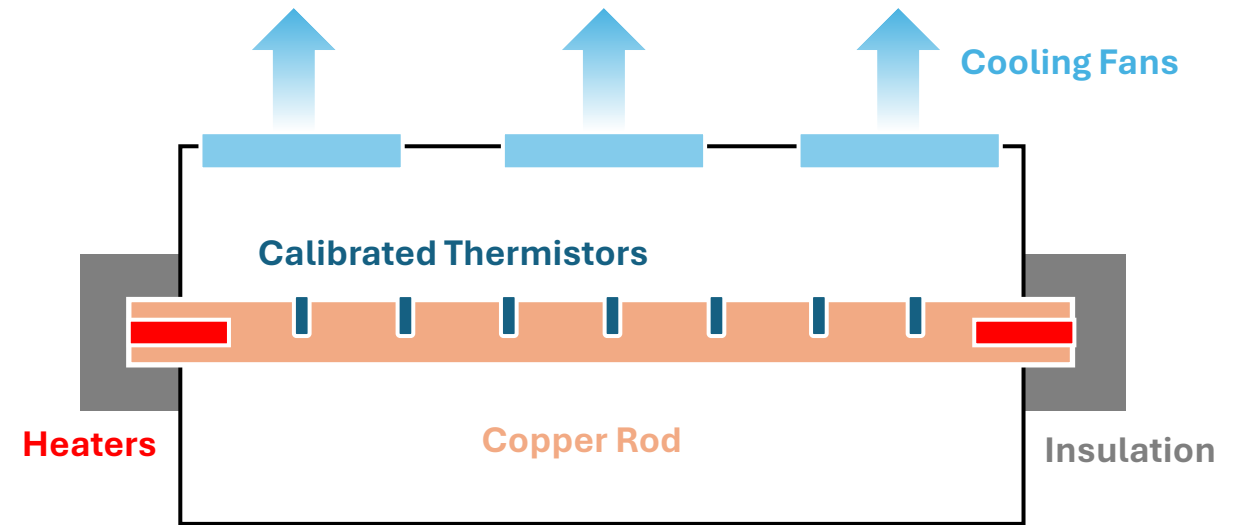 Cooling Fans
Calibrated Thermistors
Heaters
Copper Rod
Insulation